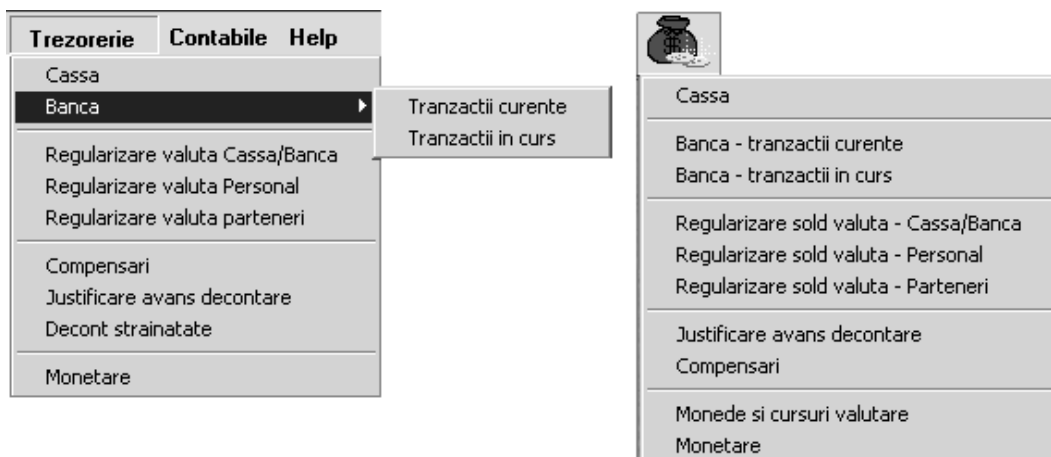 Trezorerie Contabile Help
Cassa
Banca
Tranzactii curente
Tranzactii in curs
Regularizare valuta Cassa/Banca
Regularizare valuta Personal
Regularizare valuta parteneri
Compensari
Justificare avans decontare
Decont strainatate
Monetare
$
Cassa
Banca - tranzactii curente
Banca - tranzactii in curs
Regularizare sold valuta - Cassa/Banca
Regularizare sold valuta - Personal
Regularizare sold valuta - Parteneri
Justificare avans decontare
Compensari
Monede si cursuri valutare
Monetare